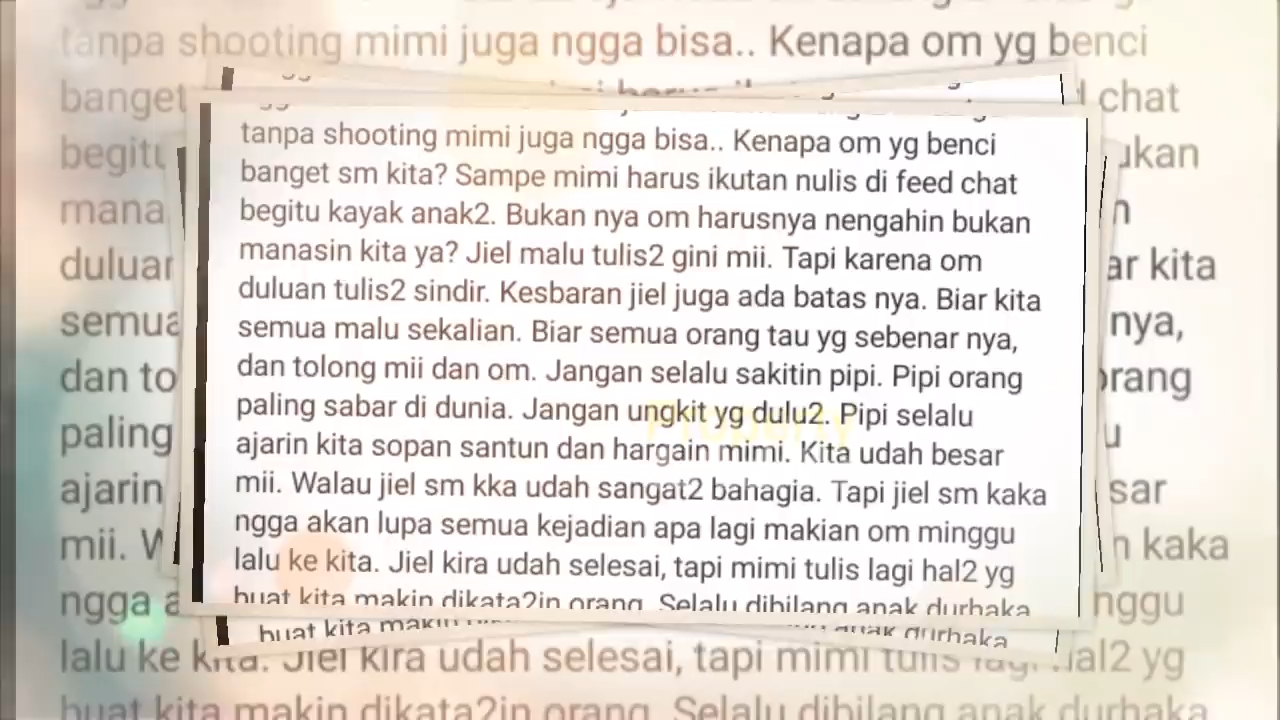 tanpa shooting mimi juga ngga bisa.. Kenapa om yg benci
banget sm kita? Sampe mimi harus ikutan nulis di feed chat
begitu kayak anak2. Bukan nya om harusnya nengahin bukan
manasin kita ya? Jiel malu tulis2 gini mii. Tapi karena om
duluan tulis2 sindir. Kesbaran jiel juga ada batas nya. Biar kita
semua malu sekalian. Biar semua orang tau yg sebenar nya,
dan tolong mii dan om. Jangan selalu sakitin pipi. Pipi orang
paling sabar di dunia. Jangan ungkit yg dulu2. Pipi selalu
ajarin kita sopan santun dan hargain mimi. Kita udah besar
mii. Walau jiel sm kka udah sangat2 bahagia. Tapi jiel sm kaka
ngga akan lupa semua kejadian apa lagi makian om minggu
lalu ke kita. Jiel kira udah selesai, tapi mimi tulis lagi hal2 yg
buat kita makin dikata2in orang. Selalu dibilang anak durhaka